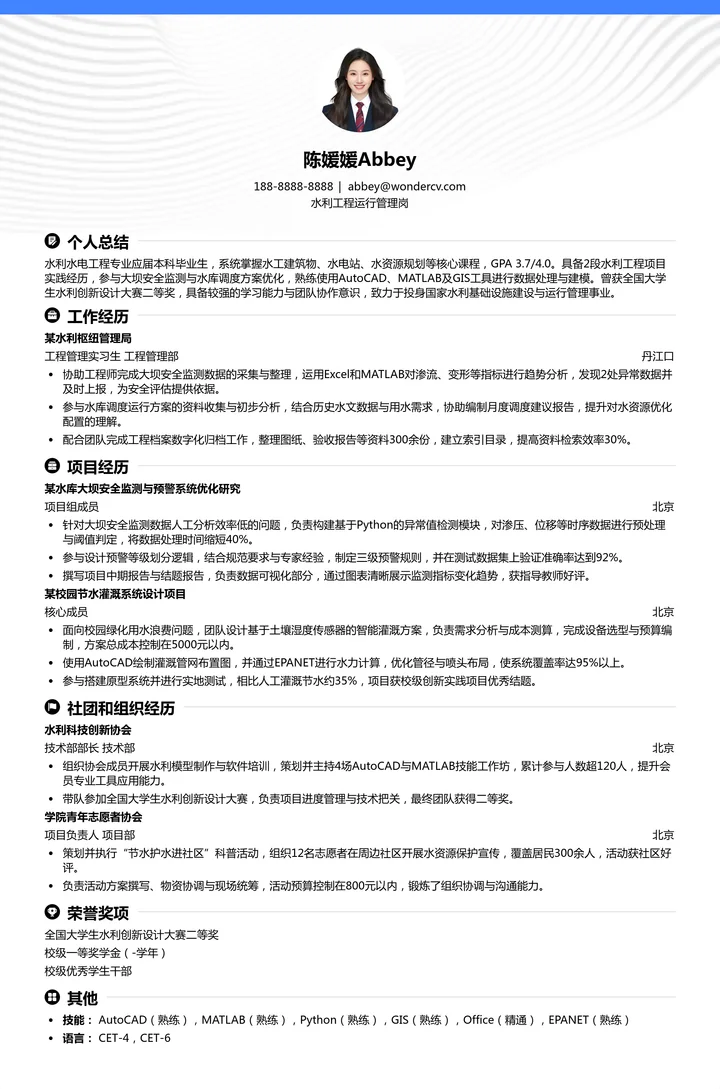 陈媛媛Abbey
188-8888-8888 | abbey@wondercv.com
水利工程运行管理岗
个人总结
水利水电工程专业应届本科毕业生，系统掌握水工建筑物、水电站、水资源规划等核心课程，GPA 3.7/4.0。具备2段水利工程项目
实践经历，参与大坝安全监测与水库调度方案优化，熟练使用AutoCAD、MATLAB及GIS工具进行数据处理与建模。曾获全国大学
生水利创新设计大赛二等奖，具备较强的学习能力与团队协作意识，致力于投身国家水利基础设施建设与运行管理事业。
工作经历
某水利枢纽管理局
工程管理实习生 工程管理部 丹江口
• 协助工程师完成大坝安全监测数据的采集与整理，运用Excel和MATLAB对渗流、变形等指标进行趋势分析，发现2处异常数据并
及时上报，为安全评估提供依据。
• 参与水库调度运行方案的资料收集与初步分析，结合历史水文数据与用水需求，协助编制月度调度建议报告，提升对水资源优化
配置的理解。
• 配合团队完成工程档案数字化归档工作，整理图纸、验收报告等资料300余份，建立索引目录，提高资料检索效率30%。
项目经历
某水库大坝安全监测与预警系统优化研究
项目组成员 北京
• 针对大坝安全监测数据人工分析效率低的问题，负责构建基于Python的异常值检测模块，对渗压、位移等时序数据进行预处理
与阈值判定，将数据处理时间缩短40%。
• 参与设计预警等级划分逻辑，结合规范要求与专家经验，制定三级预警规则，并在测试数据集上验证准确率达到92%。
• 撰写项目中期报告与结题报告，负责数据可视化部分，通过图表清晰展示监测指标变化趋势，获指导教师好评。
某校园节水灌溉系统设计项目
核心成员 北京
• 面向校园绿化用水浪费问题，团队设计基于土壤湿度传感器的智能灌溉方案，负责需求分析与成本测算，完成设备选型与预算编
制，方案总成本控制在5000元以内。
• 使用AutoCAD绘制灌溉管网布置图，并通过EPANET进行水力计算，优化管径与喷头布局，使系统覆盖率达95%以上。
• 参与搭建原型系统并进行实地测试，相比人工灌溉节水约35%，项目获校级创新实践项目优秀结题。
社团和组织经历
水利科技创新协会
技术部部长 技术部 北京
• 组织协会成员开展水利模型制作与软件培训，策划并主持4场AutoCAD与MATLAB技能工作坊，累计参与人数超120人，提升会
员专业工具应用能力。
• 带队参加全国大学生水利创新设计大赛，负责项目进度管理与技术把关，最终团队获得二等奖。
学院青年志愿者协会
项目负责人 项目部 北京
• 策划并执行“节水护水进社区”科普活动，组织12名志愿者在周边社区开展水资源保护宣传，覆盖居民300余人，活动获社区好
评。
• 负责活动方案撰写、物资协调与现场统筹，活动预算控制在800元以内，锻炼了组织协调与沟通能力。
荣誉奖项
全国大学生水利创新设计大赛二等奖
校级一等奖学金（-学年）
校级优秀学生干部
其他
• 技能： AutoCAD（熟练），MATLAB（熟练），Python（熟练），GIS（熟练），Office（精通），EPANET（熟练）
• 语言： CET-4，CET-6